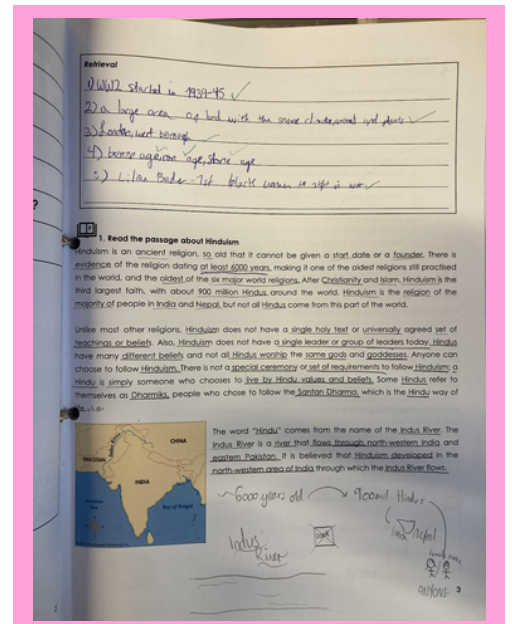 Retrieval
1) WW2 started in 1939-45
2) a large area of land with the same climate, animal and plants
3) London, west borough
4) bronze age, iron age, stone age
5) Lilian Bader - 1st black woman in war
?
1. Read the passage about Hinduism
Hinduism is an ancient religion, so old that it cannot be given a start date or a founder. There is
evidence of the religion dating at least 6000 years, making it one of the oldest religions still practised
in the world, and the oldest of the six major world religions. After Christianity and Islam, Hinduism is the
third largest faith, with about 900 million Hindus around the world. Hinduism is the religion of the
majority of people in India and Nepal, but not all Hindus come from this part of the world.
Unlike most other religions, Hinduism does not have a single holy text or universally agreed set of
teachings or beliefs. Also, Hinduism does not have a single leader or group of leaders today. Hindus
have many different beliefs and not all Hindus worship the same gods and goddesses. Anyone can
choose to follow Hinduism. There is not a special ceremony or set of requirements to follow Hinduism; a
Hindu is simply someone who chooses to live by Hindu values and beliefs. Some Hindus refer to
themselves as Dharmiks, people who chose to follow the Santan Dharma, which is the Hindu way of
The word "Hindu" comes from the name of the Indus River. The
Indus River is a river that flows through north-western India and
eastern Pakistan. It is believed that Hinduism developed in the
north-western area of India through which the Indus River flows.
CHINA
Indus River
PAKISTAN
INDIA
Arabian
Sea
Bay of Bengal
~6000 years old
900mil Hindus
India
nepal
Indus
River
ANYONE
3
1